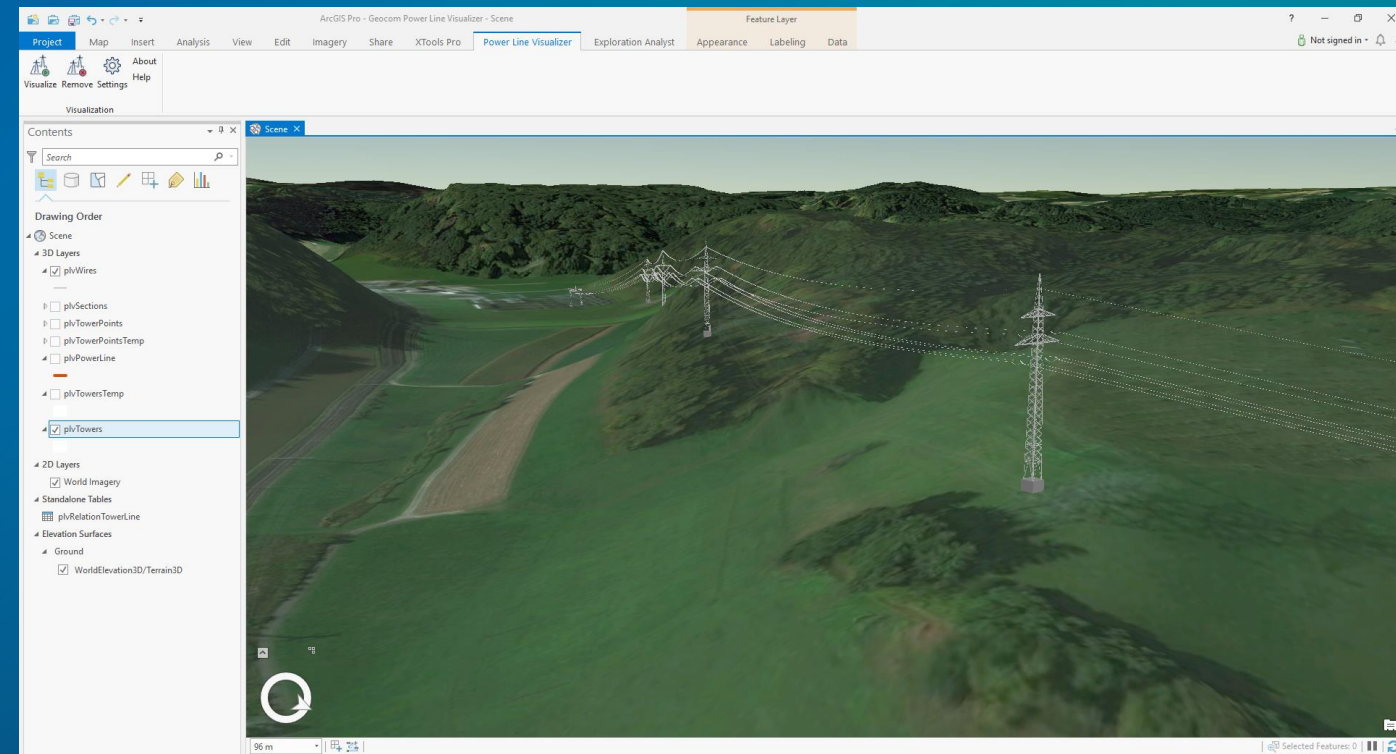 ArcGIS Pro - Geocom Power Line Visualizer - Scene
Feature Layer
?
Project Map Insert Analysis View Edit Imagery Share XTools Pro Power Line Visualizer Exploration Analyst Appearance Labeling Data
Not signed in
Visualize Remove Settings
About
Help
Visualization
Contents
Scene
Search
Drawing Order
Scene
3D Layers
plvWires
plvSections
plvTowerPoints
plvTowerPointsTemp
plvPowerLine
plvTowersTemp
plvTowers
2D Layers
World Imagery
Standalone Tables
plvRelationTowerLine
Elevation Surfaces
Ground
WorldElevation3D/Terrain3D
96 m
Selected Features: 0